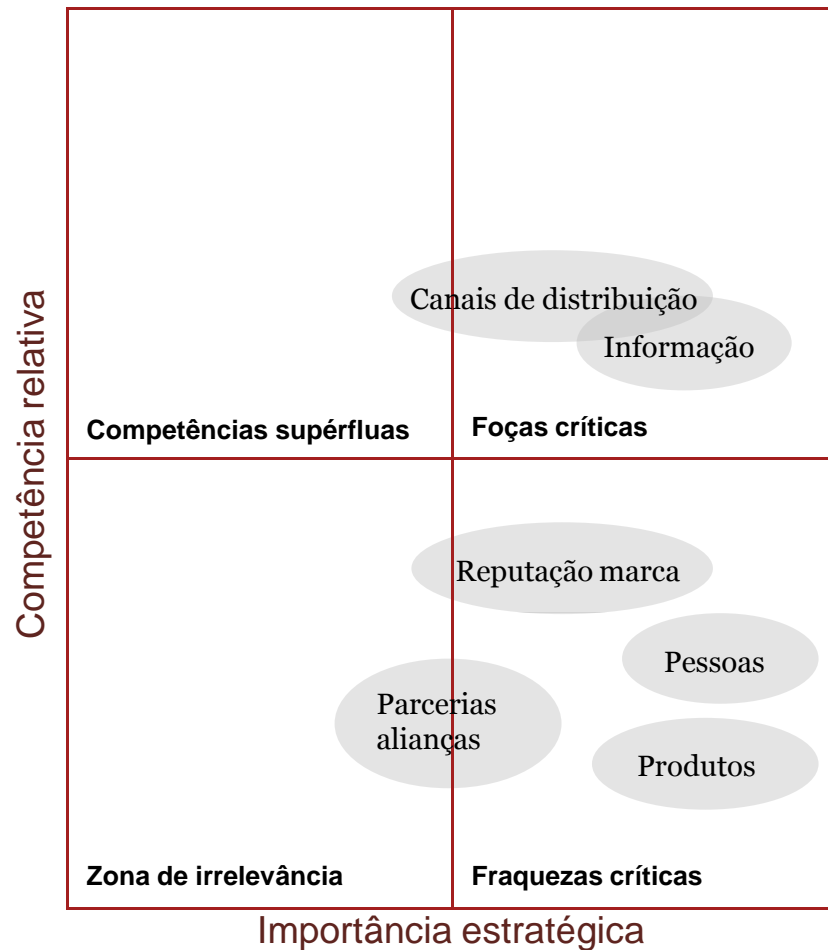 Competência relativa
Canais de distribuição
Informação
Competências supérfluas
Foças críticas
Reputação marca
Pessoas
Parcerias
alianças
Produtos
Zona de irrelevância
Fraquezas críticas
Importância estratégica